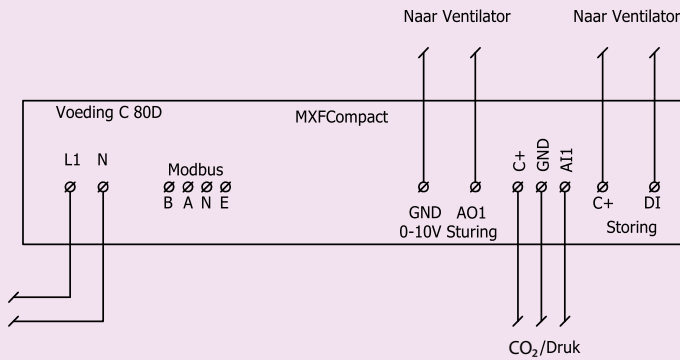 Naar Ventilator
Naar Ventilator
Voeding C 80D
MXFCompact
L1 N
Modbus
B A N E
C+
GND
AI1
GND AO1
0-10V Sturing
C+ DI
Storing
CO₂/Druk